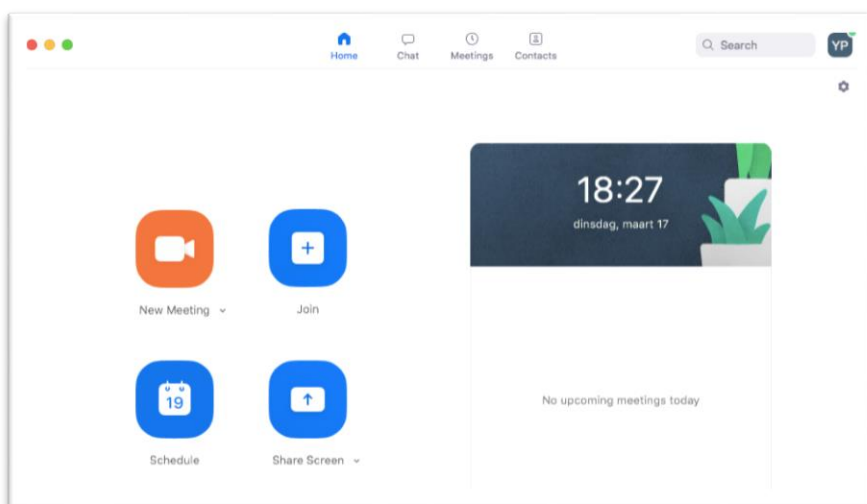 Home
Chat
Meetings
Contacts
Search
YP
18:27
dinsdag, maart 17
New Meeting
Join
19
Schedule
Share Screen
No upcoming meetings today